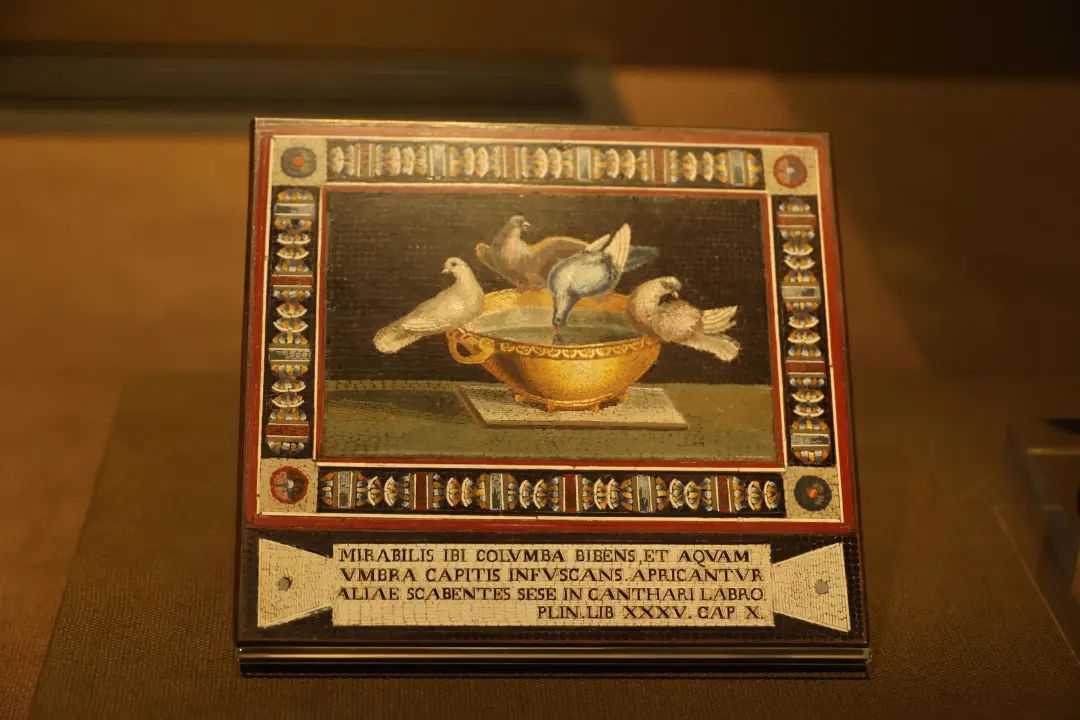 MIRABILIS IBI COLVMBA BIBENS, ET AQVAM
VMBRA CAPITIS INFVSCANS. APRICANTVR
ALIAE SCABENTES SESE IN CANTHARI LABRO.
PLIN. LIB XXXV. CAP X.